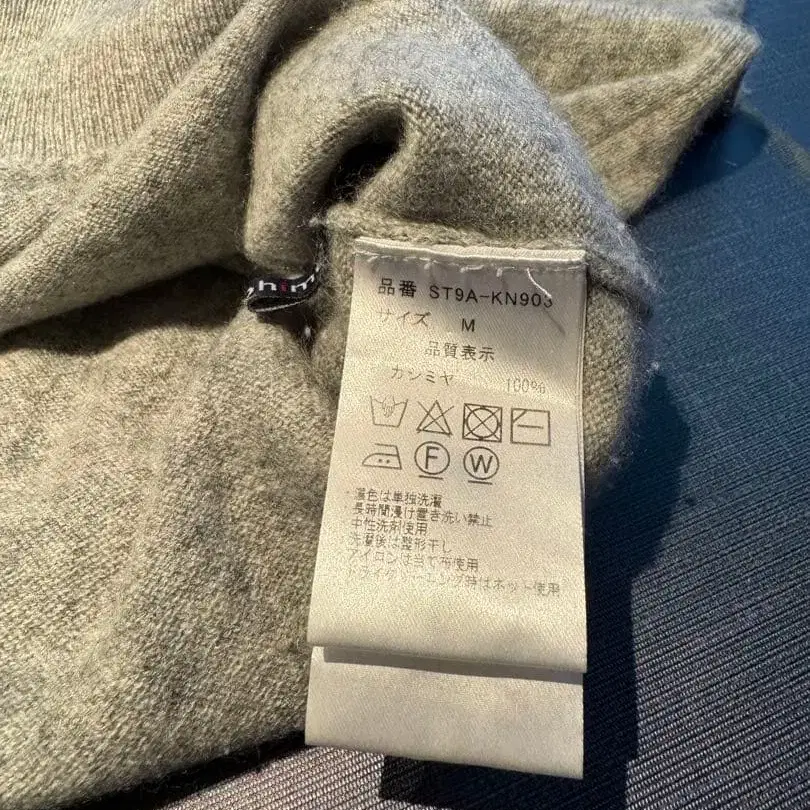 him
品番 ST9A-KN903
サイズ M
品質表示
カシミヤ 100%
F W
・濃色は単独洗濯
長時間浸け置き洗い禁止
中性洗剤使用
洗濯後は整形干し
アイロンは当て布使用
ドライクリーニング時はネット使用